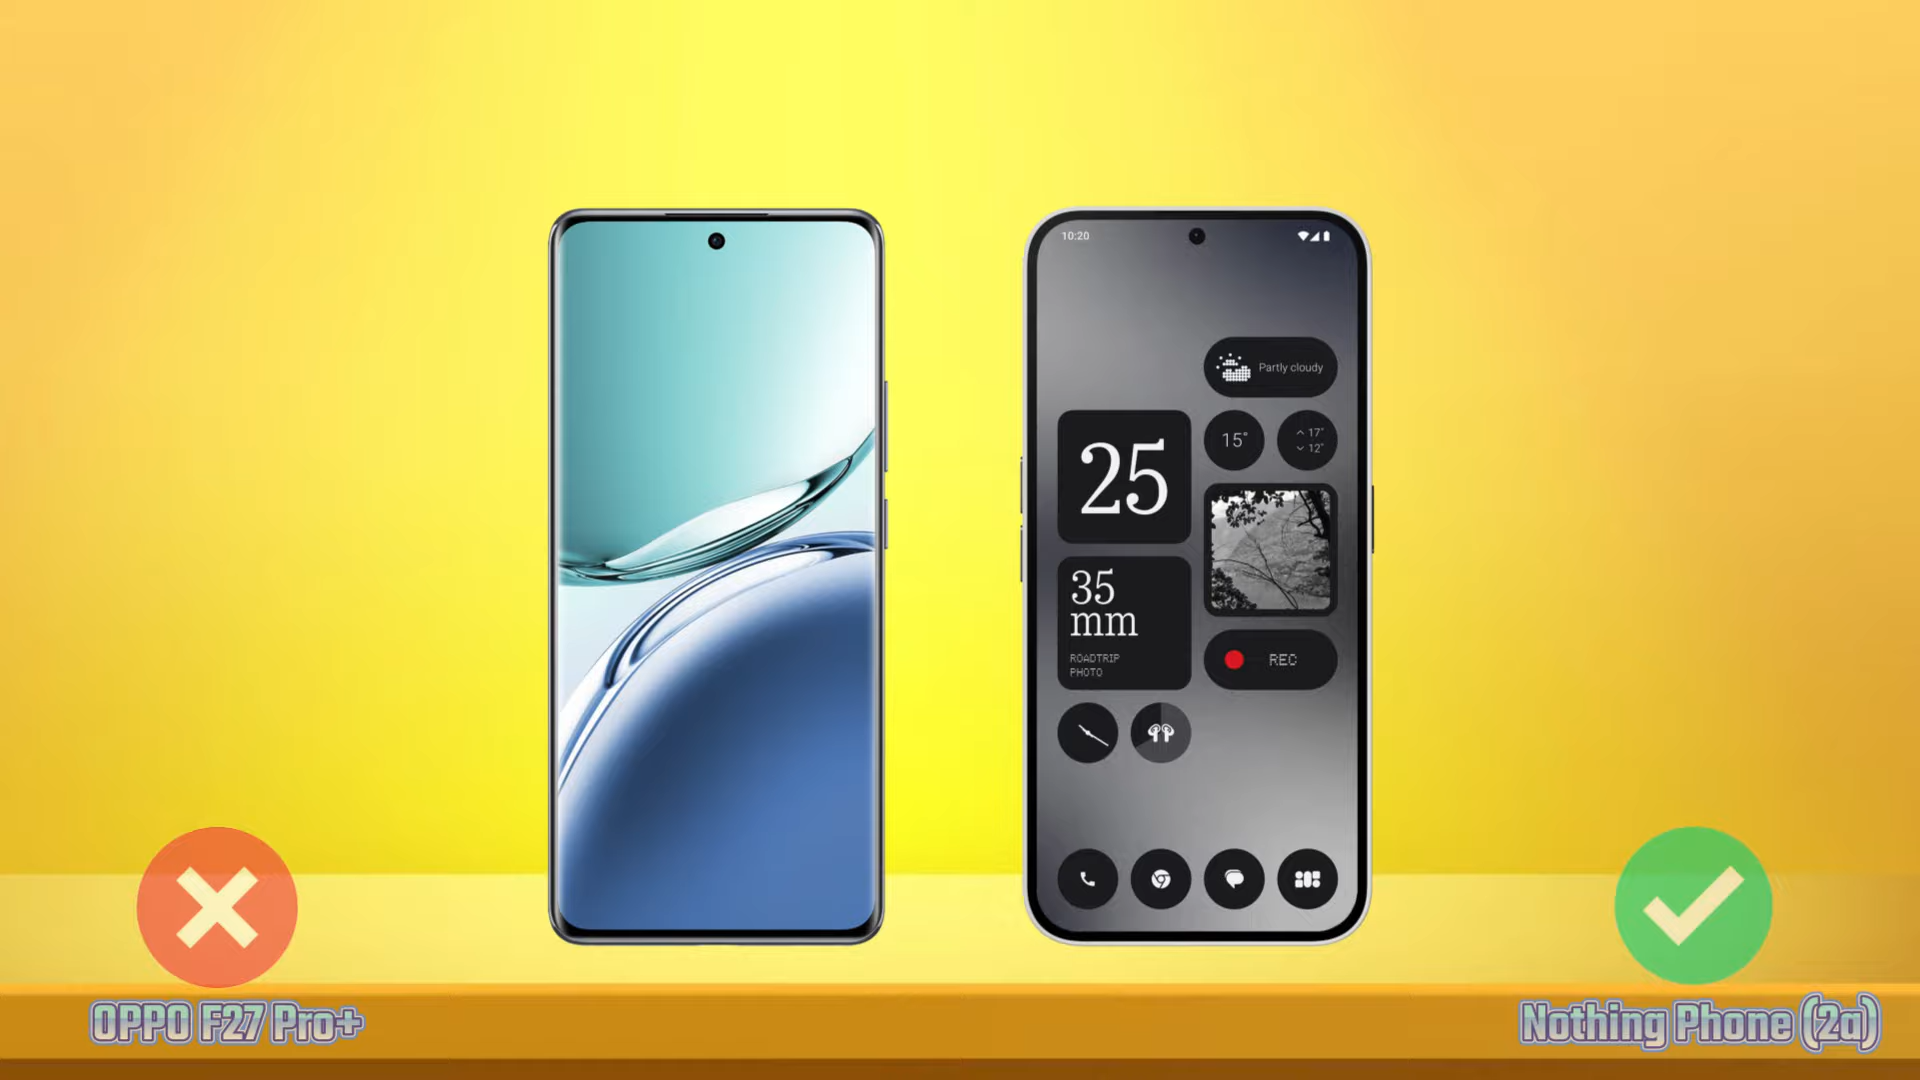 10:20
Partly cloudy
25
15°
17°
12°
35
mm
ROADTRIP
PHOTO
REC
OPPO F27 Pro+
Nothing Phone (2a)